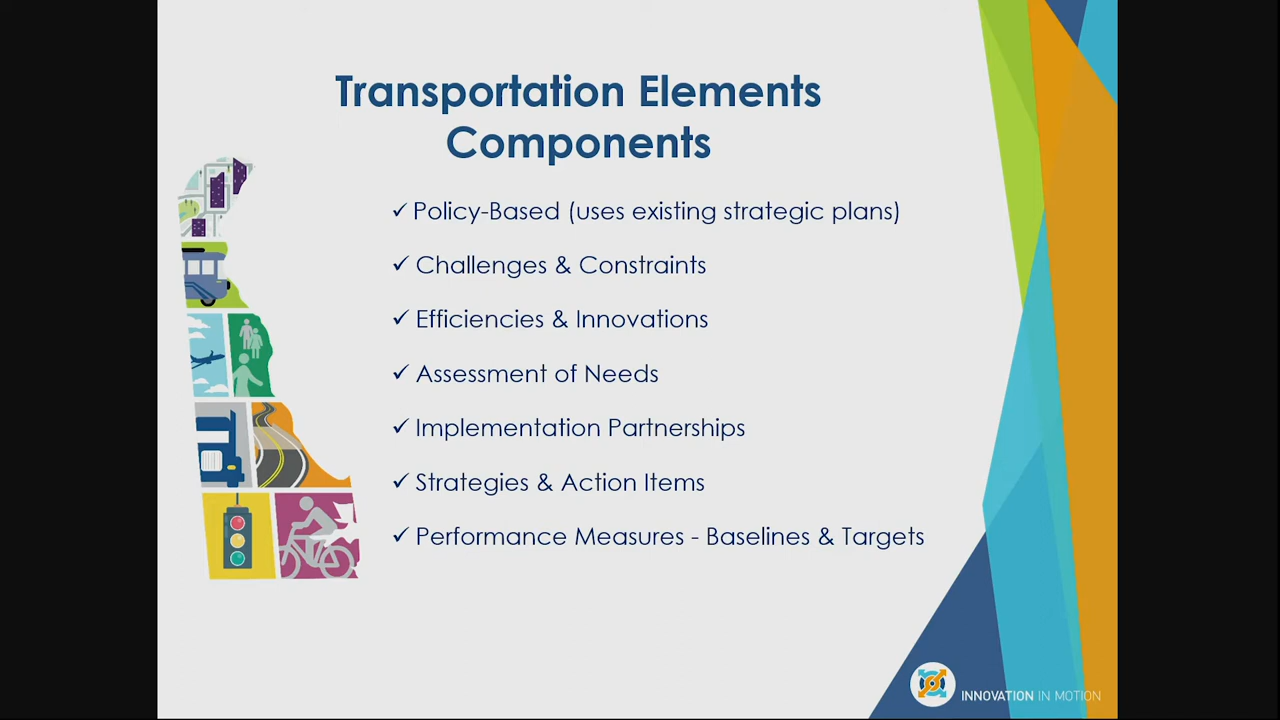 Transportation Elements
Components
✓ Policy-Based (uses existing strategic plans)
✓ Challenges & Constraints
✓ Efficiencies & Innovations
✓ Assessment of Needs
✓ Implementation Partnerships
✓ Strategies & Action Items
✓ Performance Measures - Baselines & Targets
INNOVATION IN MOTION